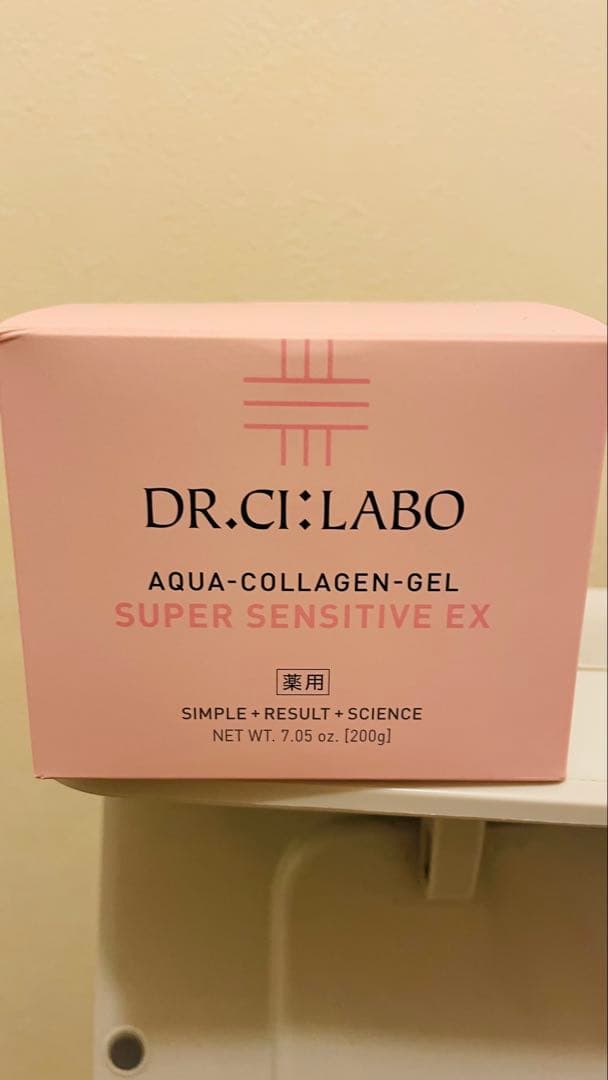 DR.CI:LABO
AQUA-COLLAGEN-GEL
SUPER SENSITIVE EX
薬用
SIMPLE+RESULT+SCIENCE
NET WT. 7.05 oz. [200g]